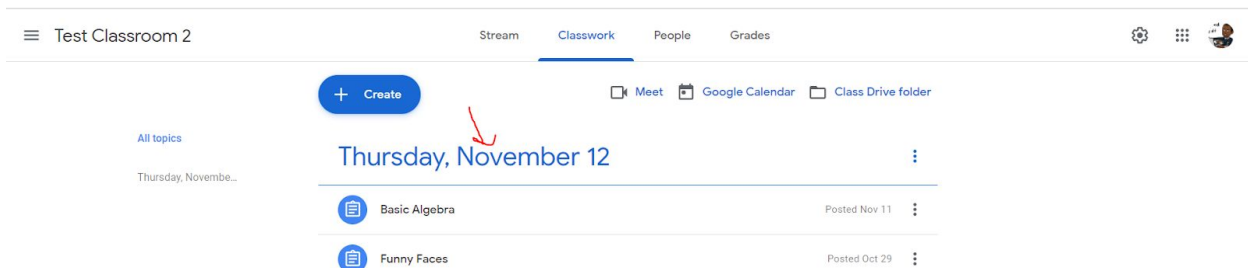 Test Classroom 2
Stream Classwork People Grades
+ Create
Meet Google Calendar Class Drive folder
All topics
Thursday, Novembe...
Thursday, November 12
Basic Algebra Posted Nov 11
Funny Faces Posted Oct 29